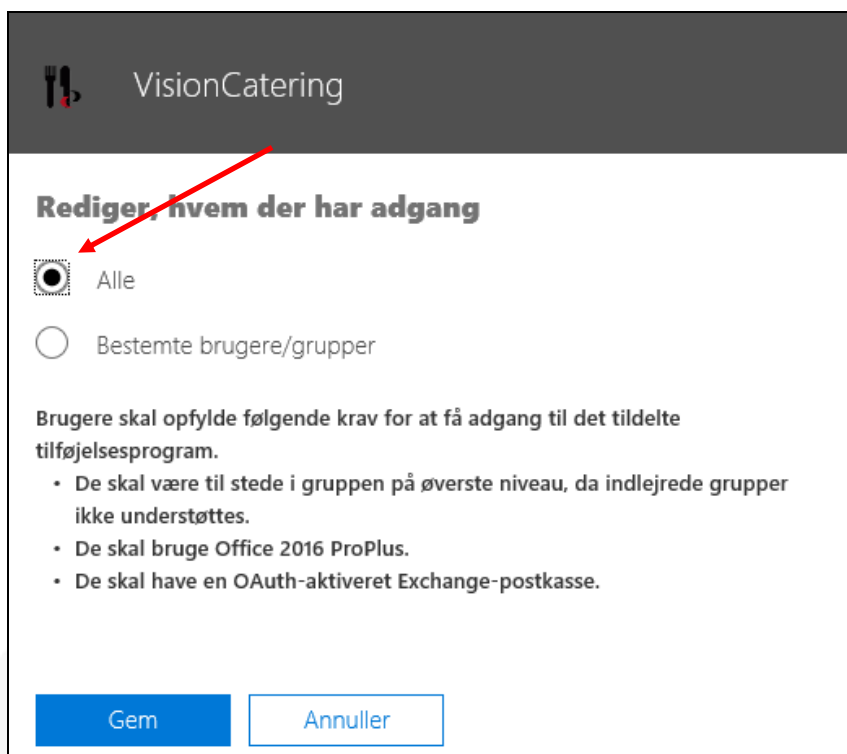 VisionCatering
Rediger, hvem der har adgang
Alle
Bestemte brugere/grupper
Brugere skal opfylde følgende krav for at få adgang til det tildelte
tilføjelsesprogram.
• De skal være til stede i gruppen på øverste niveau, da indlejrede grupper
ikke understøttes.
• De skal bruge Office 2016 ProPlus.
• De skal have en OAuth-aktiveret Exchange-postkasse.
Gem
Annuller